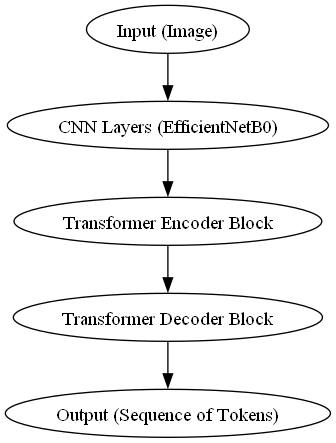 Input (Image)
CNN Layers (EfficientNetB0)
Transformer Encoder Block
Transformer Decoder Block
Output (Sequence of Tokens)